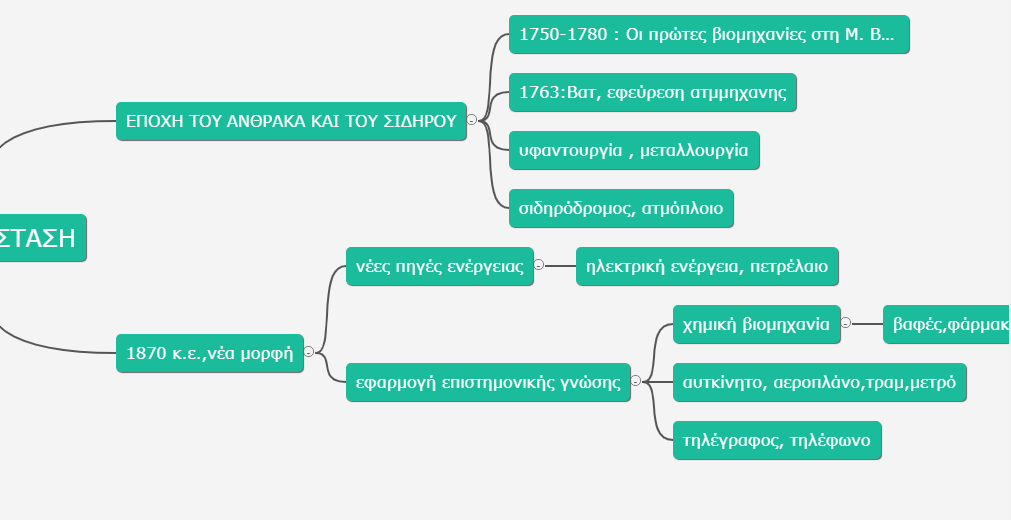 1750-1780 : Οι πρώτες βιομηχανίες στη Μ. Β...
1763:Βατ, εφεύρεση ατμμηχανης
ΕΠΟΧΗ ΤΟΥ ΑΝΘΡΑΚΑ ΚΑΙ ΤΟΥ ΣΙΔΗΡΟΥ
υφαντουργία , μεταλλουργία
σιδηρόδρομος, ατμόπλοιο
ΣΤΑΣΗ
νέες πηγές ενέργειας
ηλεκτρική ενέργεια, πετρέλαιο
1870 κ.ε.,νέα μορφή
χημική βιομηχανία
βαφές,φάρμακ
εφαρμογή επιστημονικής γνώσης
αυτκίνητο, αεροπλάνο,τραμ,μετρό
τηλέγραφος, τηλέφωνο